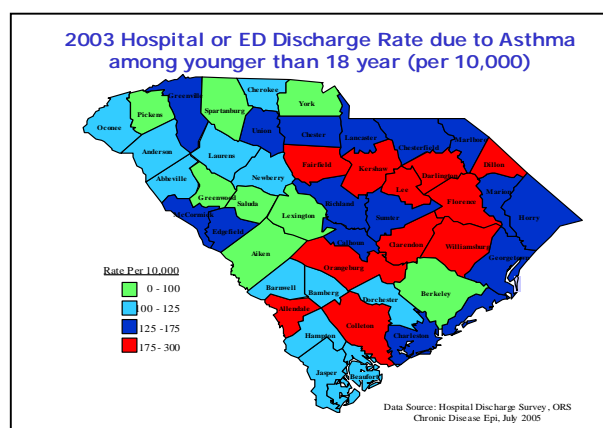 2003 Hospital or ED Discharge Rate due to Asthma
among younger than 18 year (per 10,000)
Cherokee
York
Greenville
Spartanburg
Pickens
Oconee
Union
Chester
Lancaster
Chesterfield
Marlboro
Anderson
Laurens
Dillon
Fairfield
Kershaw
Darlington
Abbeville
Newberry
Lee
Marion
Greenwood
Saluda
Florence
Richland
Horry
McCormick
Lexington
Sumter
Edgefield
Calhoun
Clarendon
Williamsburg
Aiken
Orangeburg
Georgetown
Barnwell
Bamberg
Dorchester
Berkeley
Allendale
Colleton
Hampton
Charleston
Jasper
Beaufort
Rate Per 10,000
0 - 100
100 - 125
125 - 175
175 - 300
Data Source: Hospital Discharge Survey, ORS
Chronic Disease Epi, July 2005